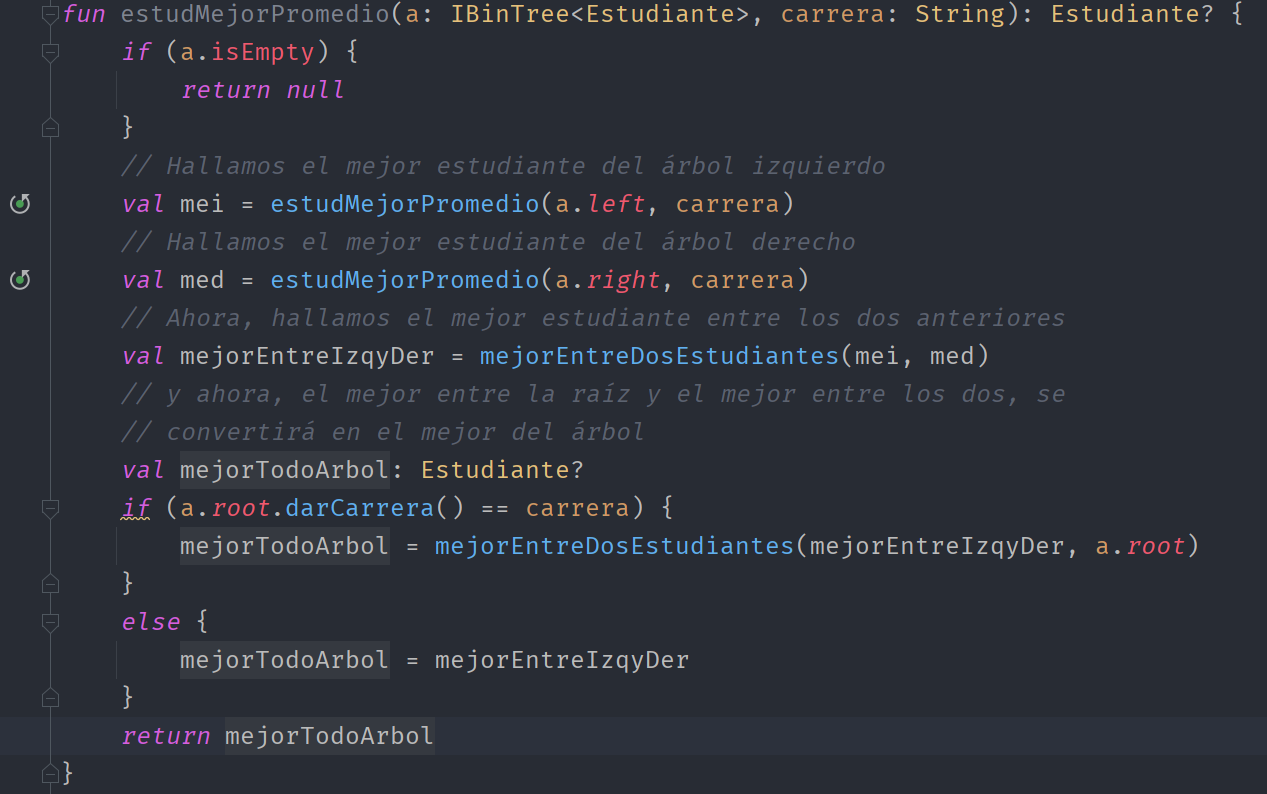 fun estudMejorPromedio(a: IBinTree<Estudiante>, carrera: String): Estudiante? {
if (a.isEmpty) {
return null
}
// Hallamos el mejor estudiante del árbol izquierdo
val mei = estudMejorPromedio(a.left, carrera)
// Hallamos el mejor estudiante del árbol derecho
val med = estudMejorPromedio(a.right, carrera)
// Ahora, hallamos el mejor estudiante entre los dos anteriores
val mejorEntreIzqyDer = mejorEntreDosEstudiantes(mei, med)
// y ahora, el mejor entre la raíz y el mejor entre los dos, se
// convertirá en el mejor del árbol
val mejorTodoArbol: Estudiante?
if (a.root.darCarrera() == carrera) {
mejorTodoArbol = mejorEntreDosEstudiantes(mejorEntreIzqyDer, a.root)
}
else {
mejorTodoArbol = mejorEntreIzqyDer
}
return mejorTodoArbol
}